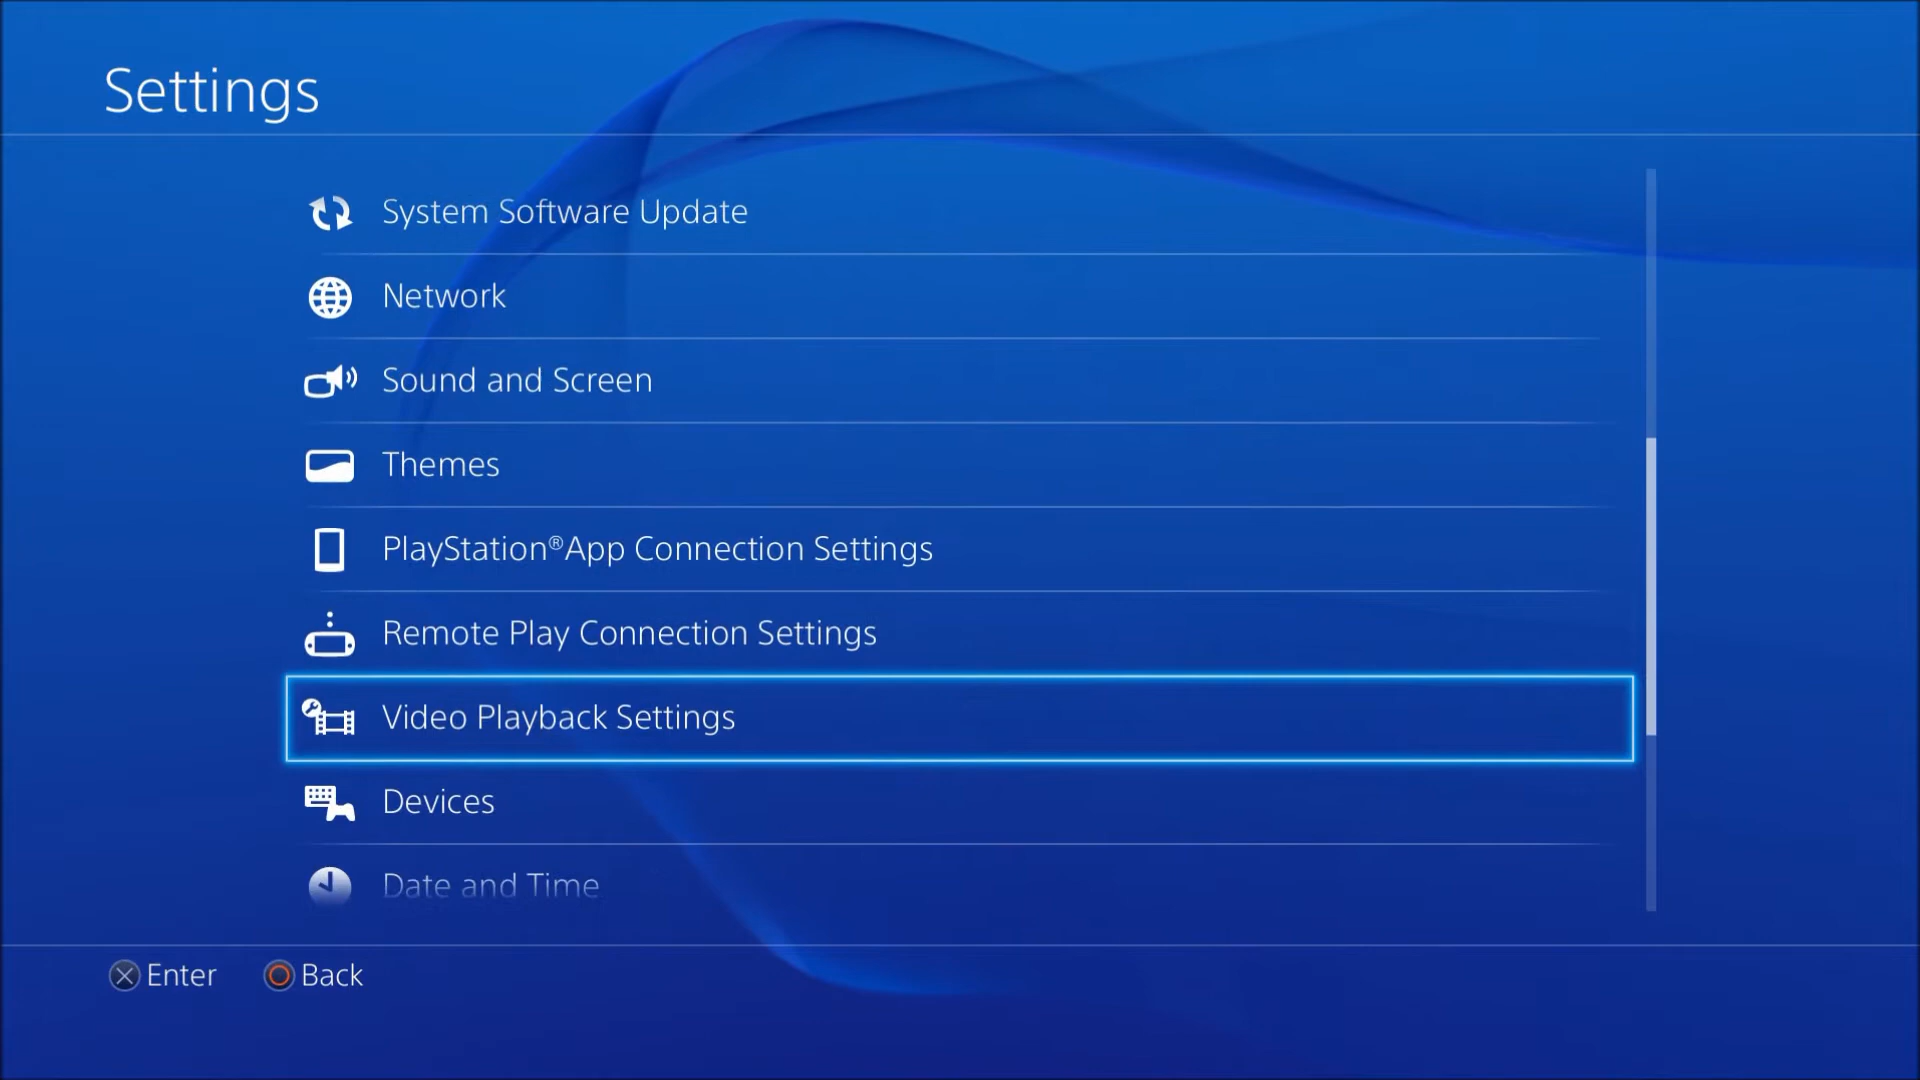 Settings
System Software Update
Network
Sound and Screen
Themes
PlayStation®App Connection Settings
Remote Play Connection Settings
Video Playback Settings
Devices
Date and Time
Enter
Back